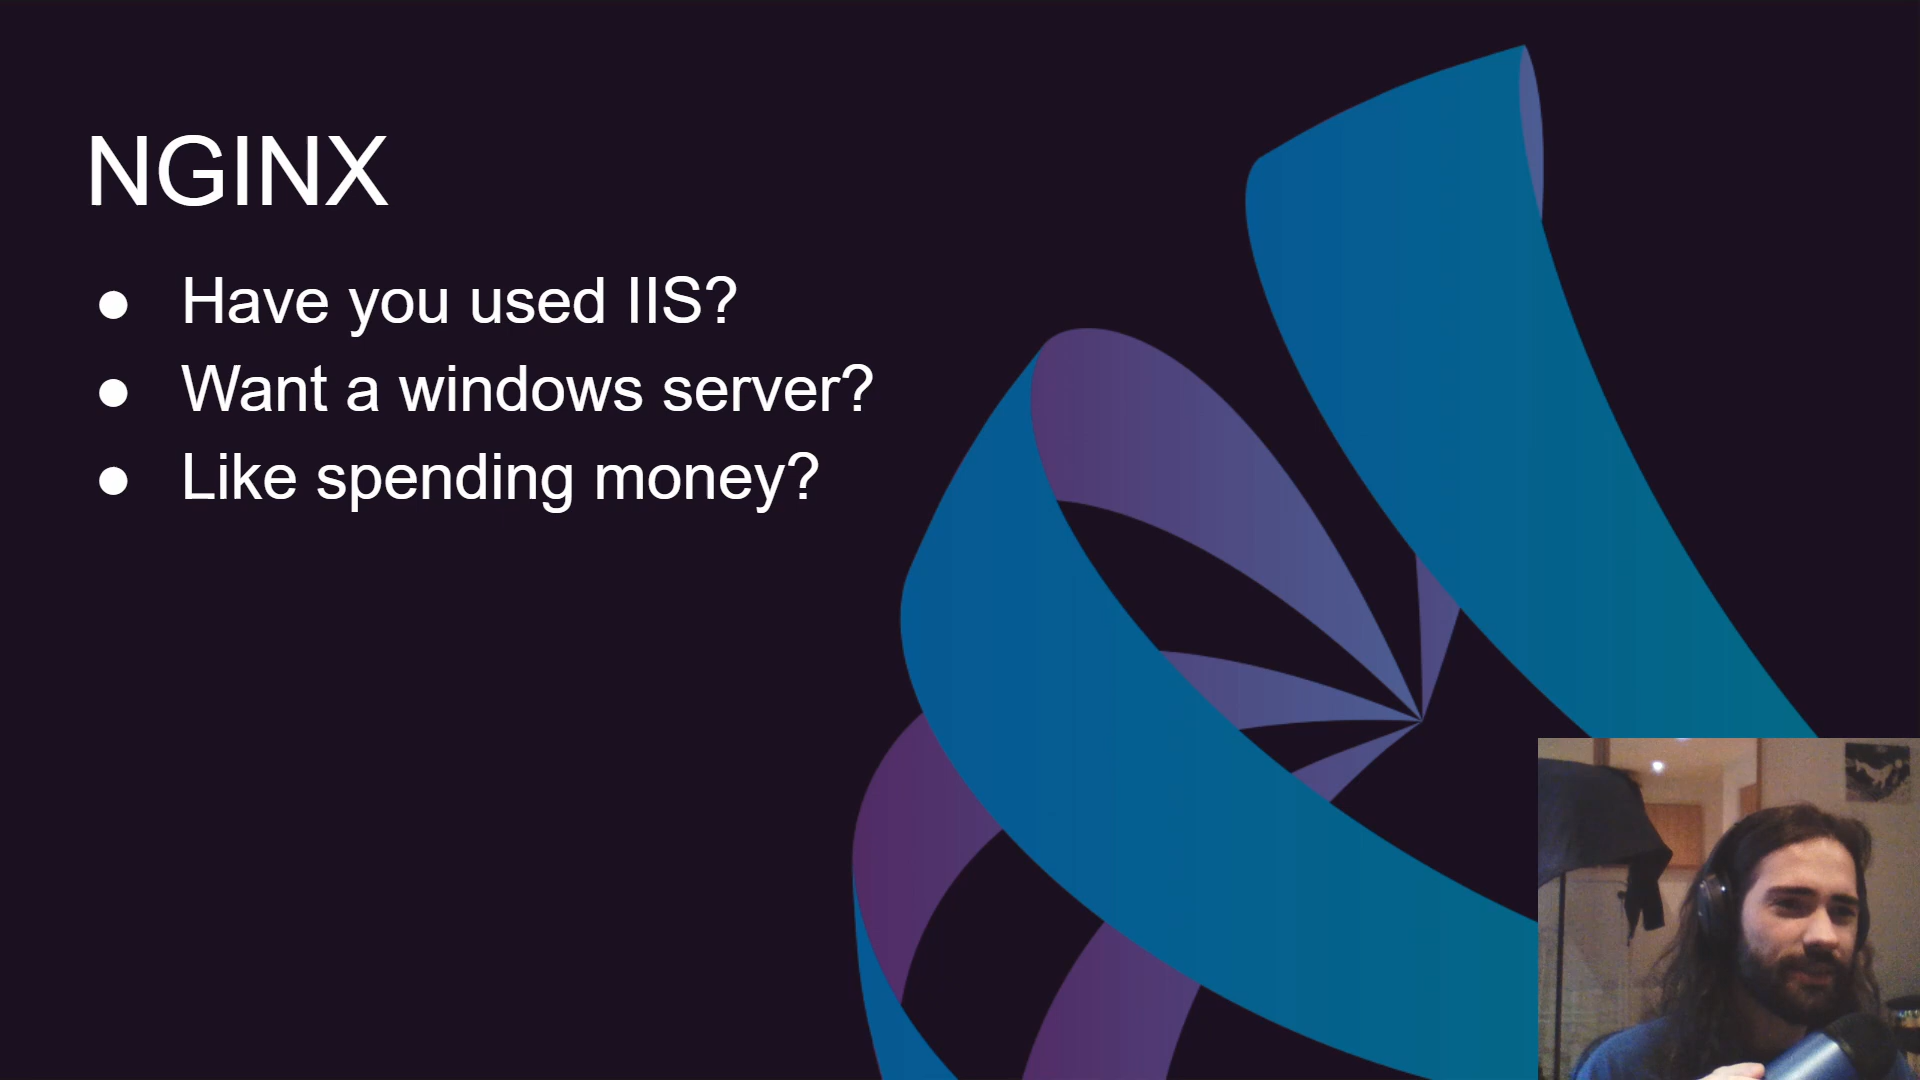 NGINX
● Have you used IIS?
● Want a windows server?
● Like spending money?